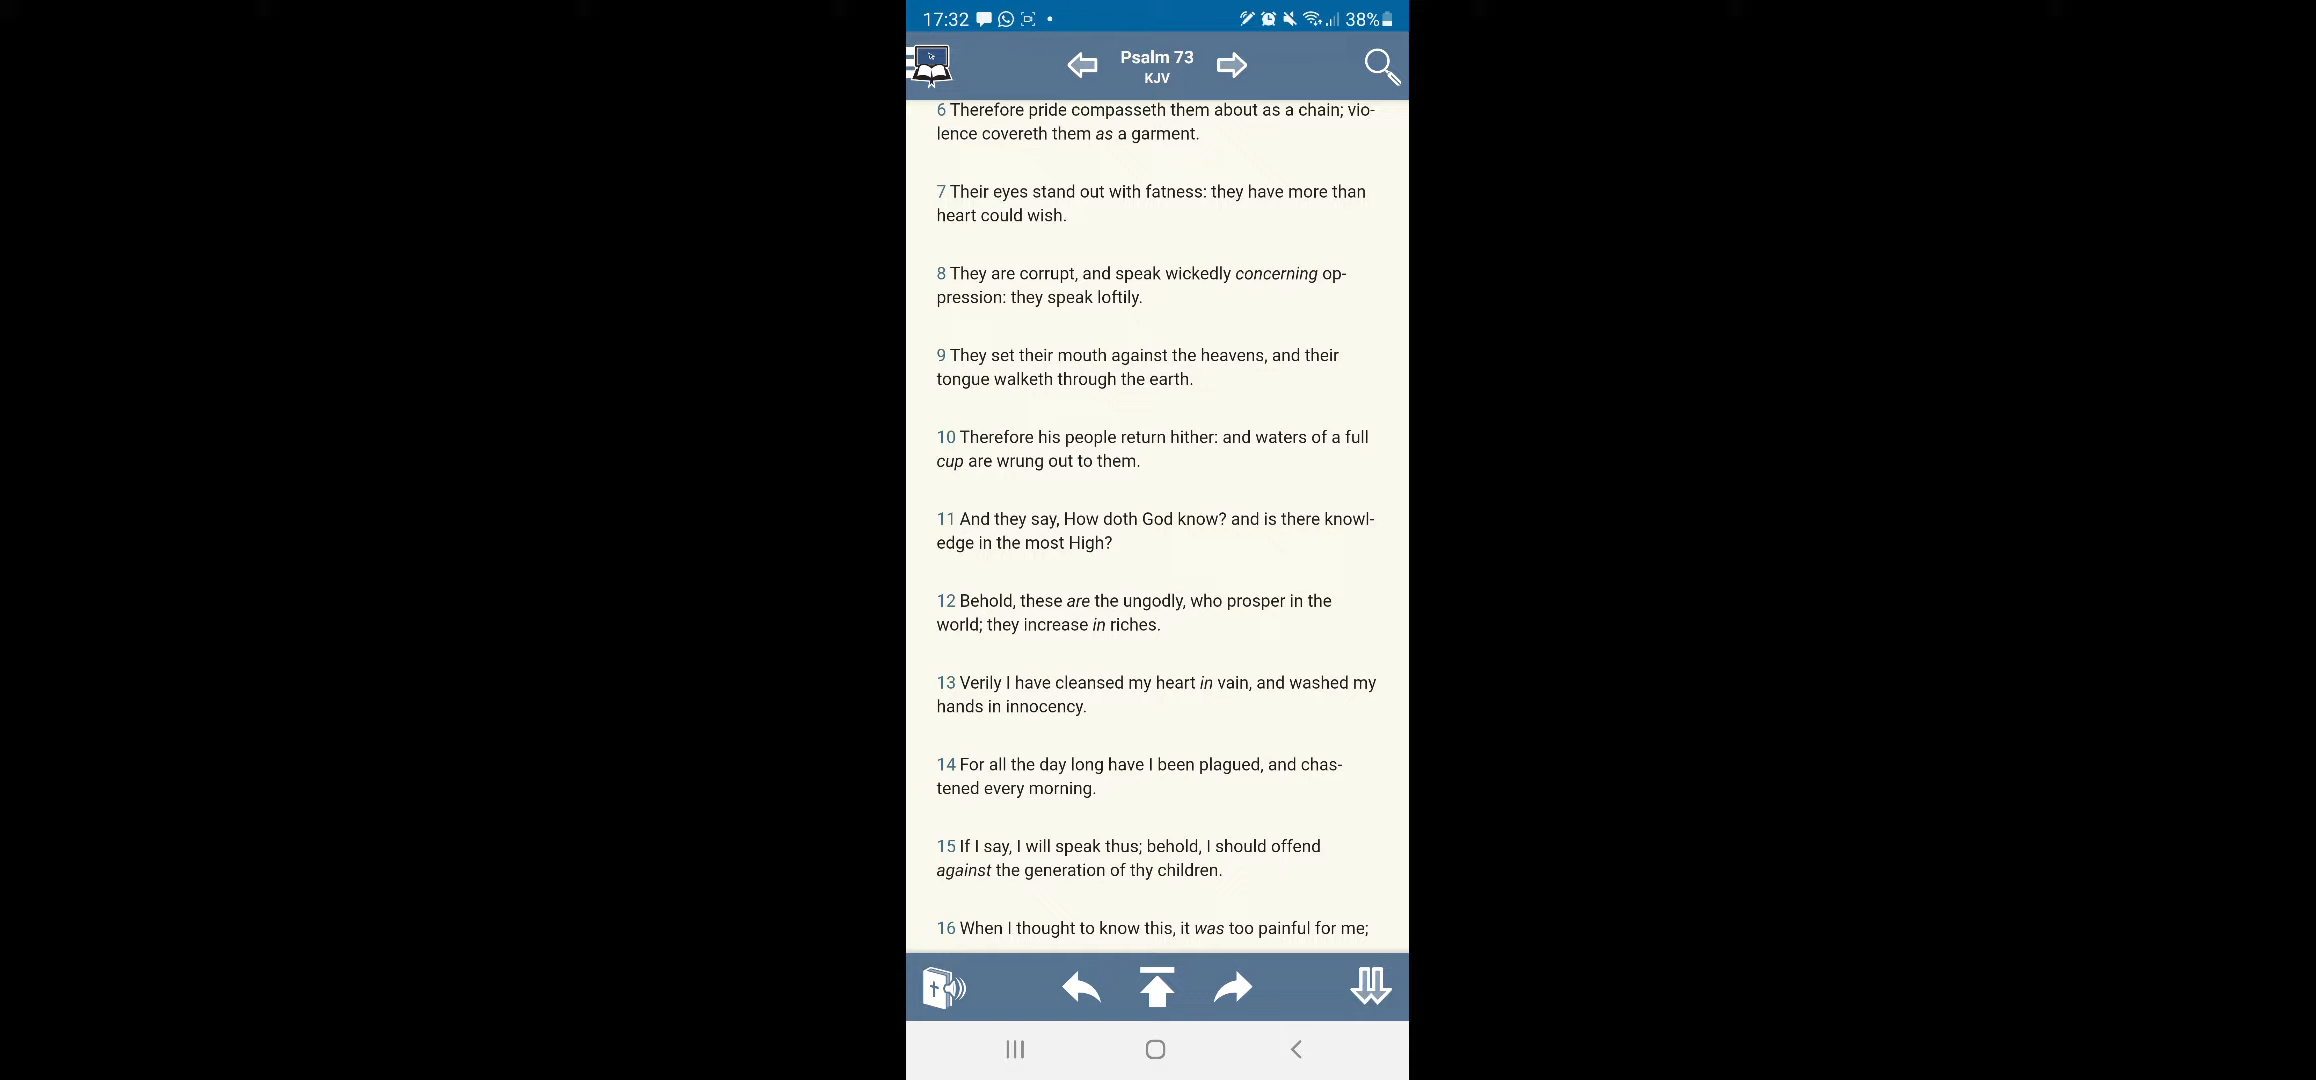 17:32 38%
Psalm 73
KJV
6 Therefore pride compasseth them about as a chain; vio-
lence covereth them as a garment.
7 Their eyes stand out with fatness: they have more than
heart could wish.
8 They are corrupt, and speak wickedly concerning op-
pression: they speak loftily.
9 They set their mouth against the heavens, and their
tongue walketh through the earth.
10 Therefore his people return hither: and waters of a full
cup are wrung out to them.
11 And they say, How doth God know? and is there knowl-
edge in the most High?
12 Behold, these are the ungodly, who prosper in the
world; they increase in riches.
13 Verily I have cleansed my heart in vain, and washed my
hands in innocency.
14 For all the day long have I been plagued, and chas-
tened every morning.
15 If I say, I will speak thus; behold, I should offend
against the generation of thy children.
16 When I thought to know this, it was too painful for me;